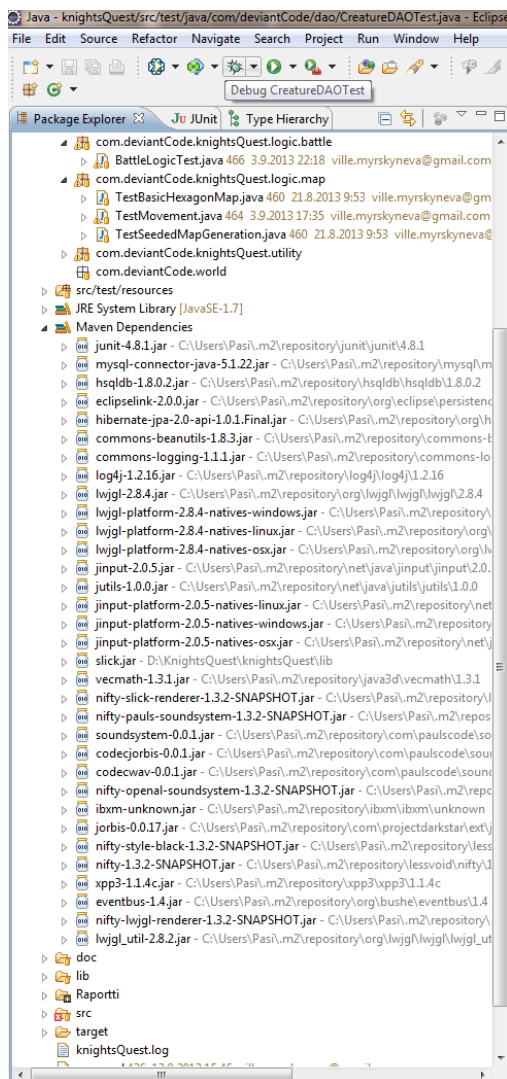 Java - knightsQuest/src/test/java/com/deviantCode/dao/CreatureDAOTest.java - Eclipse
File Edit Source Refactor Navigate Search Project Run Window Help
Debug CreatureDAOTest
Package Explorer JUnit Type Hierarchy
com.deviantCode.knightsQuest.logic.battle
BattleLogicTest.java 466 3.9.2013 22:18 ville.myrskyneva@gmail.com
com.deviantCode.knightsQuest.logic.map
TestBasicHexagonMap.java 460 21.8.2013 9:53 ville.myrskyneva@gm
TestMovement.java 464 3.9.2013 17:35 ville.myrskyneva@gmail.com
TestSeededMapGeneration.java 460 21.8.2013 9:53 ville.myrskyneva@
com.deviantCode.knightsQuest.utility
com.deviantCode.world
src/test/resources
JRE System Library [JavaSE-1.7]
Maven Dependencies
junit-4.8.1.jar - C:\Users\Pasi\.m2\repository\junit\junit\4.8.1
mysql-connector-java-5.1.22.jar - C:\Users\Pasi\.m2\repository\mysql\m
hsqldb-1.8.0.2.jar - C:\Users\Pasi\.m2\repository\hsqldb\hsqldb\1.8.0.2
eclipselink-2.0.0.jar - C:\Users\Pasi\.m2\repository\org\eclipse\persistenc
hibernate-jpa-2.0-api-1.0.1.Final.jar - C:\Users\Pasi\.m2\repository\org\h
commons-beanutils-1.8.3.jar - C:\Users\Pasi\.m2\repository\commons-b
commons-logging-1.1.1.jar - C:\Users\Pasi\.m2\repository\commons-lo
log4j-1.2.16.jar - C:\Users\Pasi\.m2\repository\log4j\log4j\1.2.16
lwjgl-2.8.4.jar - C:\Users\Pasi\.m2\repository\org\lwjgl\lwjgl\lwjgl\2.8.4
lwjgl-platform-2.8.4-natives-windows.jar - C:\Users\Pasi\.m2\repository\
lwjgl-platform-2.8.4-natives-linux.jar - C:\Users\Pasi\.m2\repository\org\
lwjgl-platform-2.8.4-natives-osx.jar - C:\Users\Pasi\.m2\repository\org\lw
jinput-2.0.5.jar - C:\Users\Pasi\.m2\repository\net\java\jinput\jinput\2.0.
jutils-1.0.0.jar - C:\Users\Pasi\.m2\repository\net\java\jutils\jutils\1.0.0
jinput-platform-2.0.5-natives-linux.jar - C:\Users\Pasi\.m2\repository\net
jinput-platform-2.0.5-natives-windows.jar - C:\Users\Pasi\.m2\repository
jinput-platform-2.0.5-natives-osx.jar - C:\Users\Pasi\.m2\repository\net\j
slick.jar - D:\KnightsQuest\knightsQuest\lib
vecmath-1.3.1.jar - C:\Users\Pasi\.m2\repository\java3d\vecmath\1.3.1
nifty-slick-renderer-1.3.2-SNAPSHOT.jar - C:\Users\Pasi\.m2\repository\l
nifty-pauls-soundsystem-1.3.2-SNAPSHOT.jar - C:\Users\Pasi\.m2\repos
soundsystem-0.0.1.jar - C:\Users\Pasi\.m2\repository\com\paulscode\so
codecjorbis-0.0.1.jar - C:\Users\Pasi\.m2\repository\com\paulscode\sou
codecwav-0.0.1.jar - C:\Users\Pasi\.m2\repository\com\paulscode\sound
nifty-openal-soundsystem-1.3.2-SNAPSHOT.jar - C:\Users\Pasi\.m2\repc
ibxm-unknown.jar - C:\Users\Pasi\.m2\repository\ibxm\ibxm\unknown
jorbis-0.0.17.jar - C:\Users\Pasi\.m2\repository\com\projectdarkstar\ext\j
nifty-style-black-1.3.2-SNAPSHOT.jar - C:\Users\Pasi\.m2\repository\less
nifty-1.3.2-SNAPSHOT.jar - C:\Users\Pasi\.m2\repository\lessvoid\nifty\1
xpp3-1.1.4c.jar - C:\Users\Pasi\.m2\repository\xpp3\xpp3\1.1.4c
eventbus-1.4.jar - C:\Users\Pasi\.m2\repository\org\bushe\eventbus\1.4
nifty-lwjgl-renderer-1.3.2-SNAPSHOT.jar - C:\Users\Pasi\.m2\repository\
lwjgl_util-2.8.2.jar - C:\Users\Pasi\.m2\repository\org\lwjgl\lwjgl\lwjgl_ut
doc
lib
Raportti
src
target
knightsQuest.log